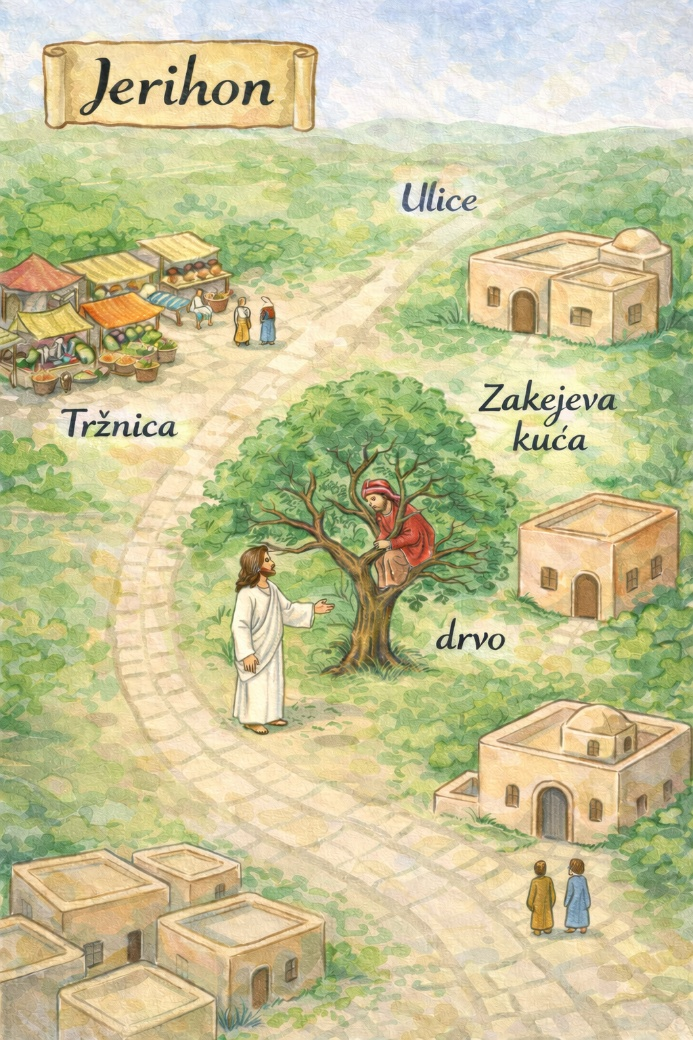 Jerihon
Ulice
Zakejeva
kuća
Tržnica
drvo